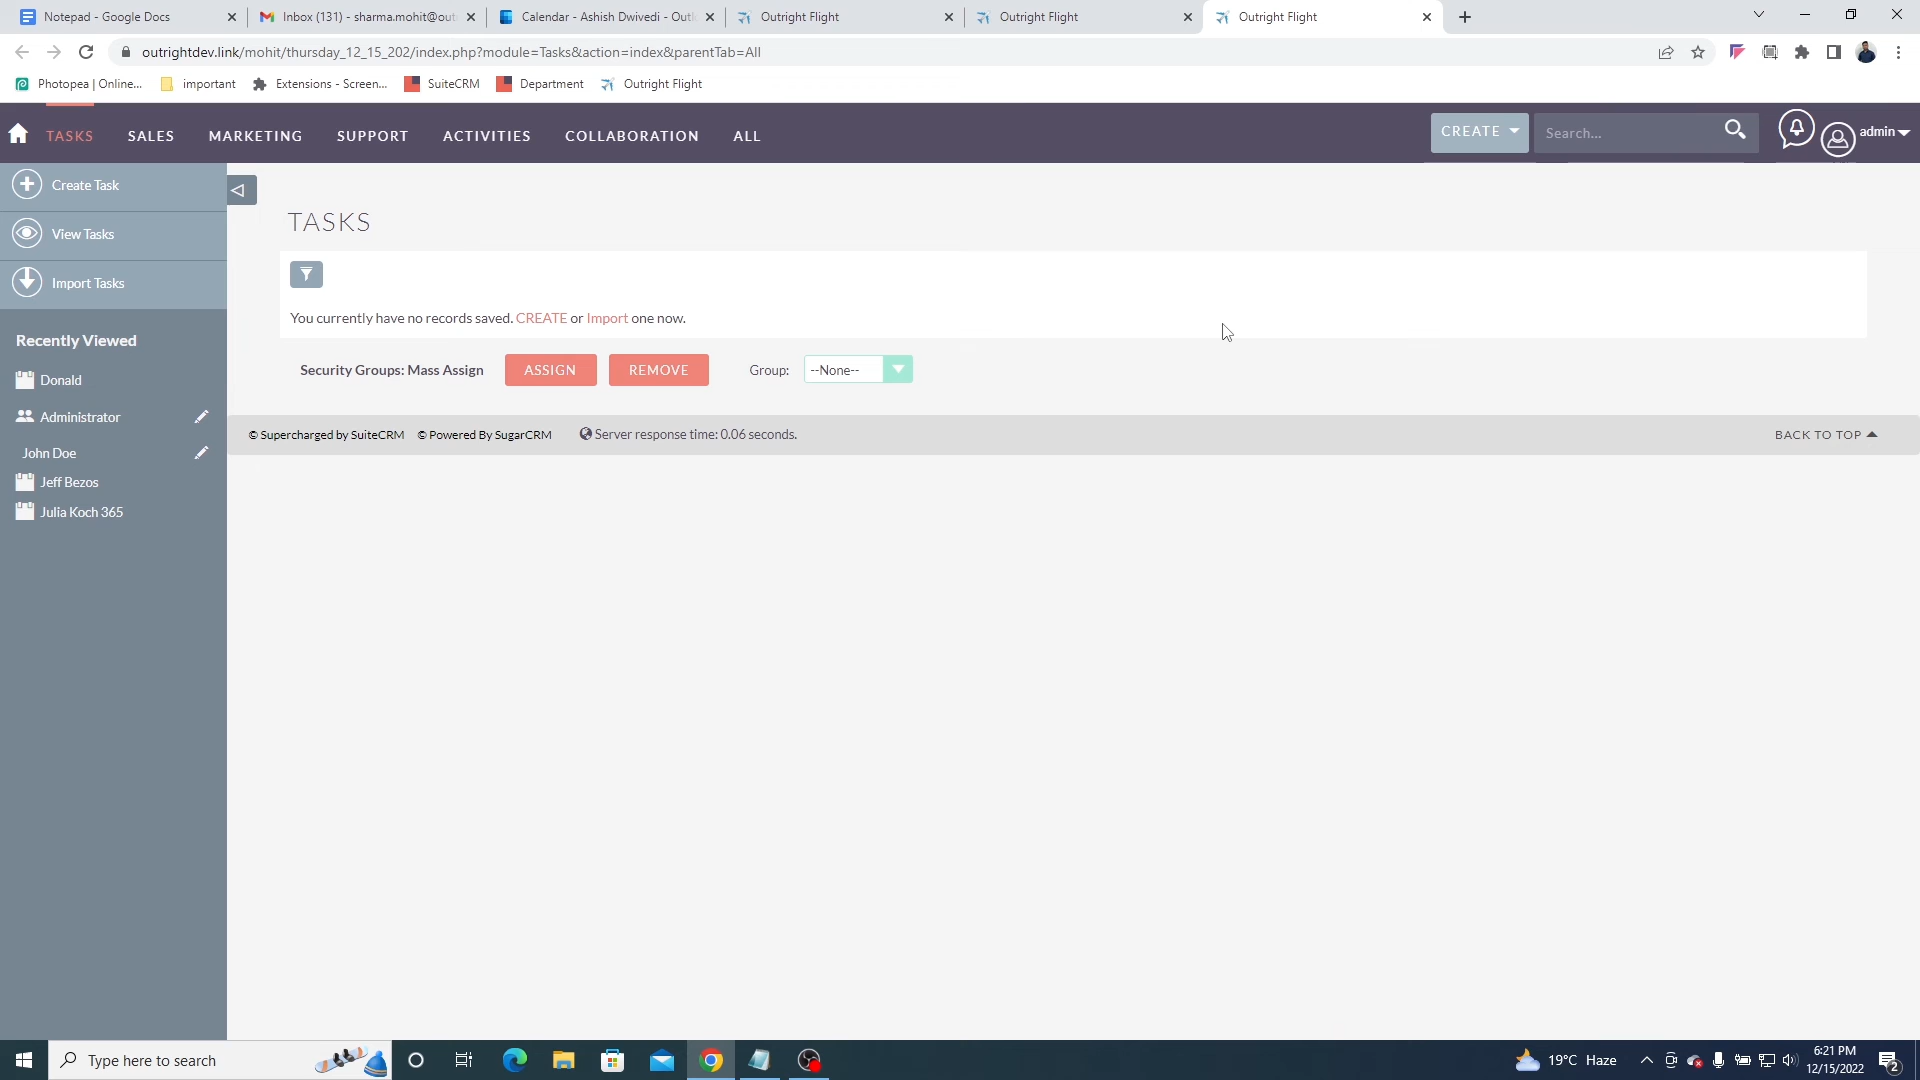 Notepad - Google Docs
Inbox (131) - sharma.mohit@out
Calendar - Ashish Dwivedi - Outl
Outright Flight
Outright Flight
Outright Flight
outrightdev.link/mohit/thursday_12_15_202/index.php?module=Tasks&action=index&parentTab=All
Photopea | Online...
important
Extensions - Screen...
SuiteCRM
Department
Outright Flight
TASKS
SALES
MARKETING
SUPPORT
ACTIVITIES
COLLABORATION
ALL
CREATE
Search...
admin
Create Task
View Tasks
Import Tasks
Recently Viewed
Donald
Administrator
John Doe
Jeff Bezos
Julia Koch 365
TASKS
You currently have no records saved. CREATE or Import one now.
Security Groups: Mass Assign
ASSIGN
REMOVE
Group:
--None--
© Supercharged by SuiteCRM
© Powered By SugarCRM
Server response time: 0.06 seconds.
BACK TO TOP
Type here to search
19°C Haze
6:21 PM
12/15/2022
2